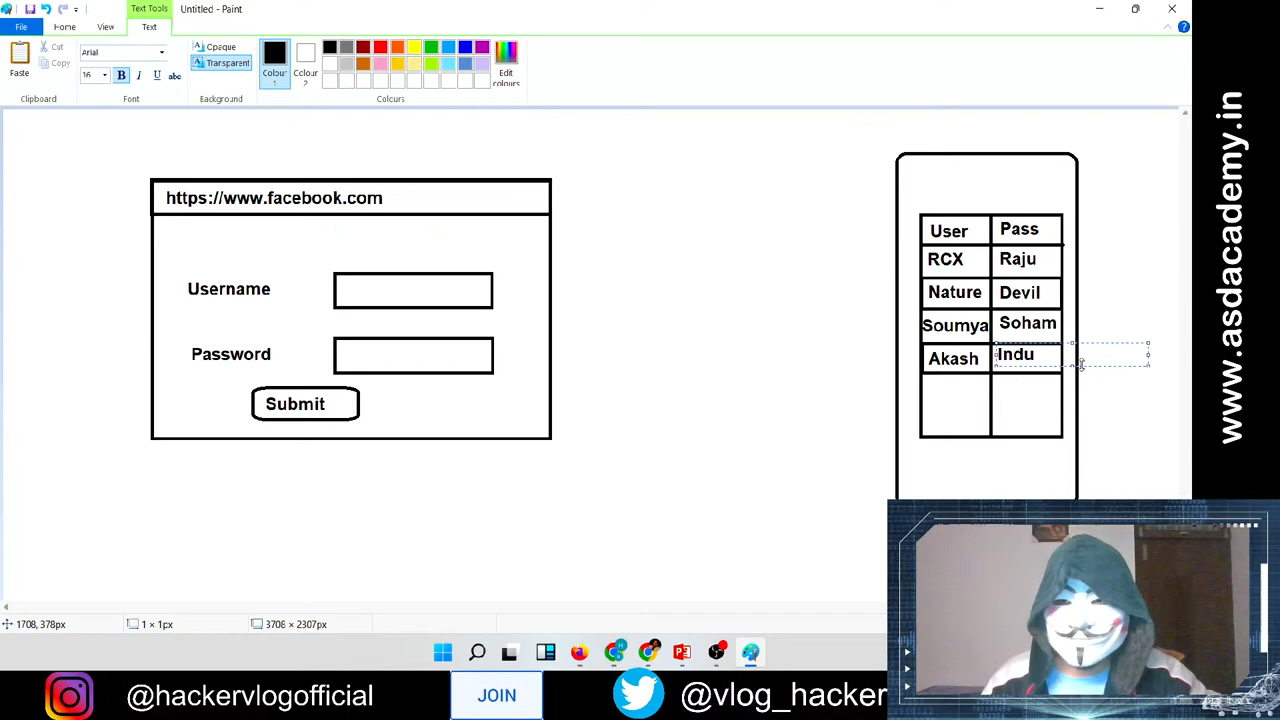 Text Tools
Untitled - Paint
File
Home
View
Text
Paste
Cut
Copy
Clipboard
Arial
16
B
I
U
abc
Font
Opaque
Transparent
Background
Colour
1
Colour
2
Edit
colours
Colours
https://www.facebook.com
Username
Password
Submit
User Pass
RCX Raju
Nature Devil
Soumya Soham
Akash Indu
1708, 378px
1 × 1px
3708 × 2307px
@hackervlogofficial
JOIN
@vlog_hacker
www.asdacademy.in